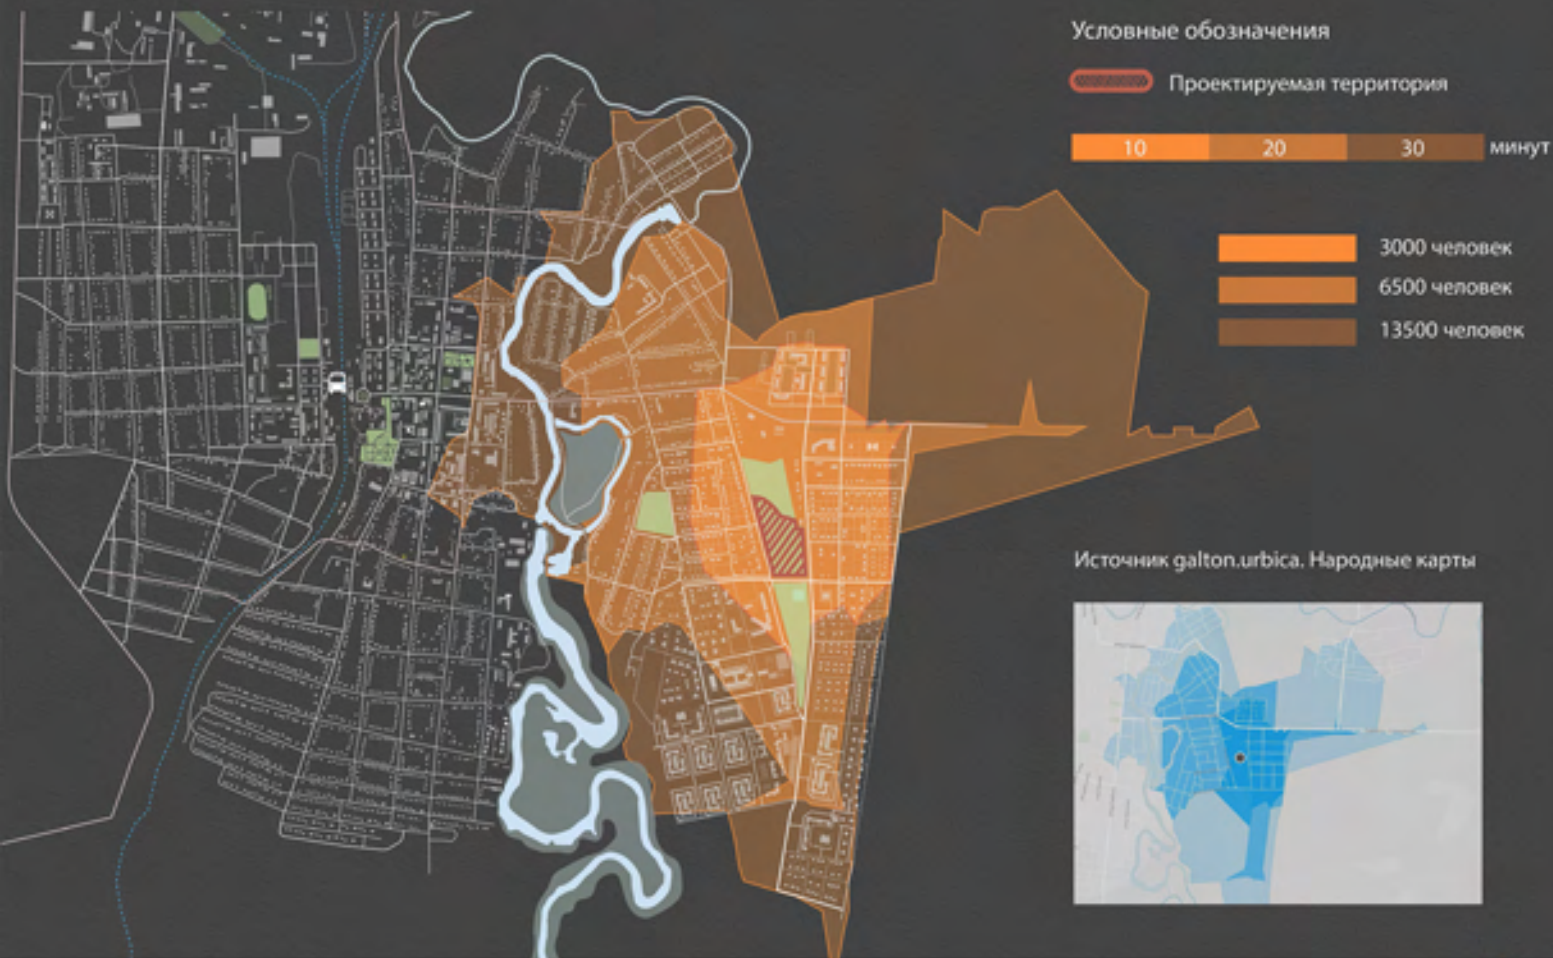 Условные обозначения
Проектируемая территория
10 20 30 минут
3000 человек
6500 человек
13500 человек
Источник galton.urbica. Народные карты